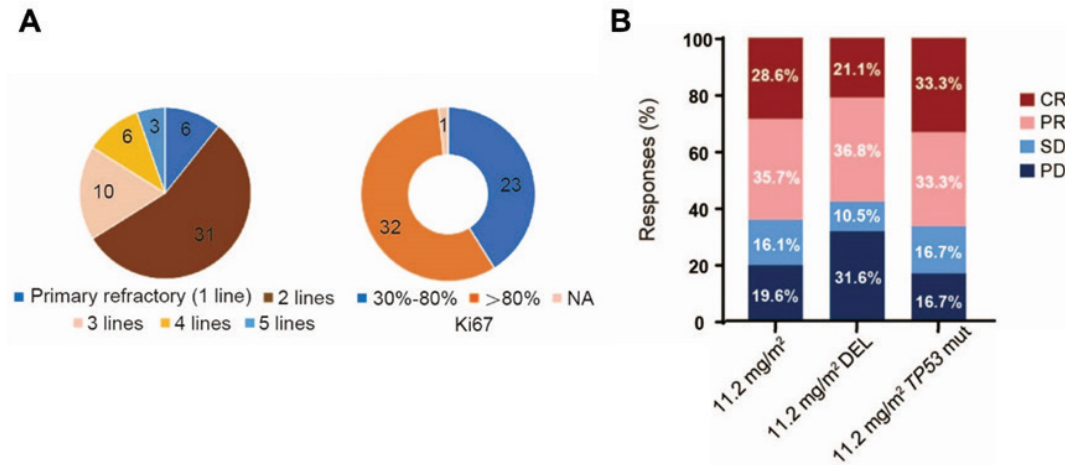 A
6
31
10
6
3
Primary refractory (1 line) 2 lines
3 lines 4 lines 5 lines
1
23
32
30%-80% >80% NA
Ki67
B
Responses (%)
100
80
60
40
20
0
28.6%
35.7%
16.1%
19.6%
21.1%
36.8%
10.5%
31.6%
33.3%
33.3%
16.7%
16.7%
11.2 mg/m²
11.2 mg/m² DEL
11.2 mg/m² TP53 mut
CR
PR
SD
PD